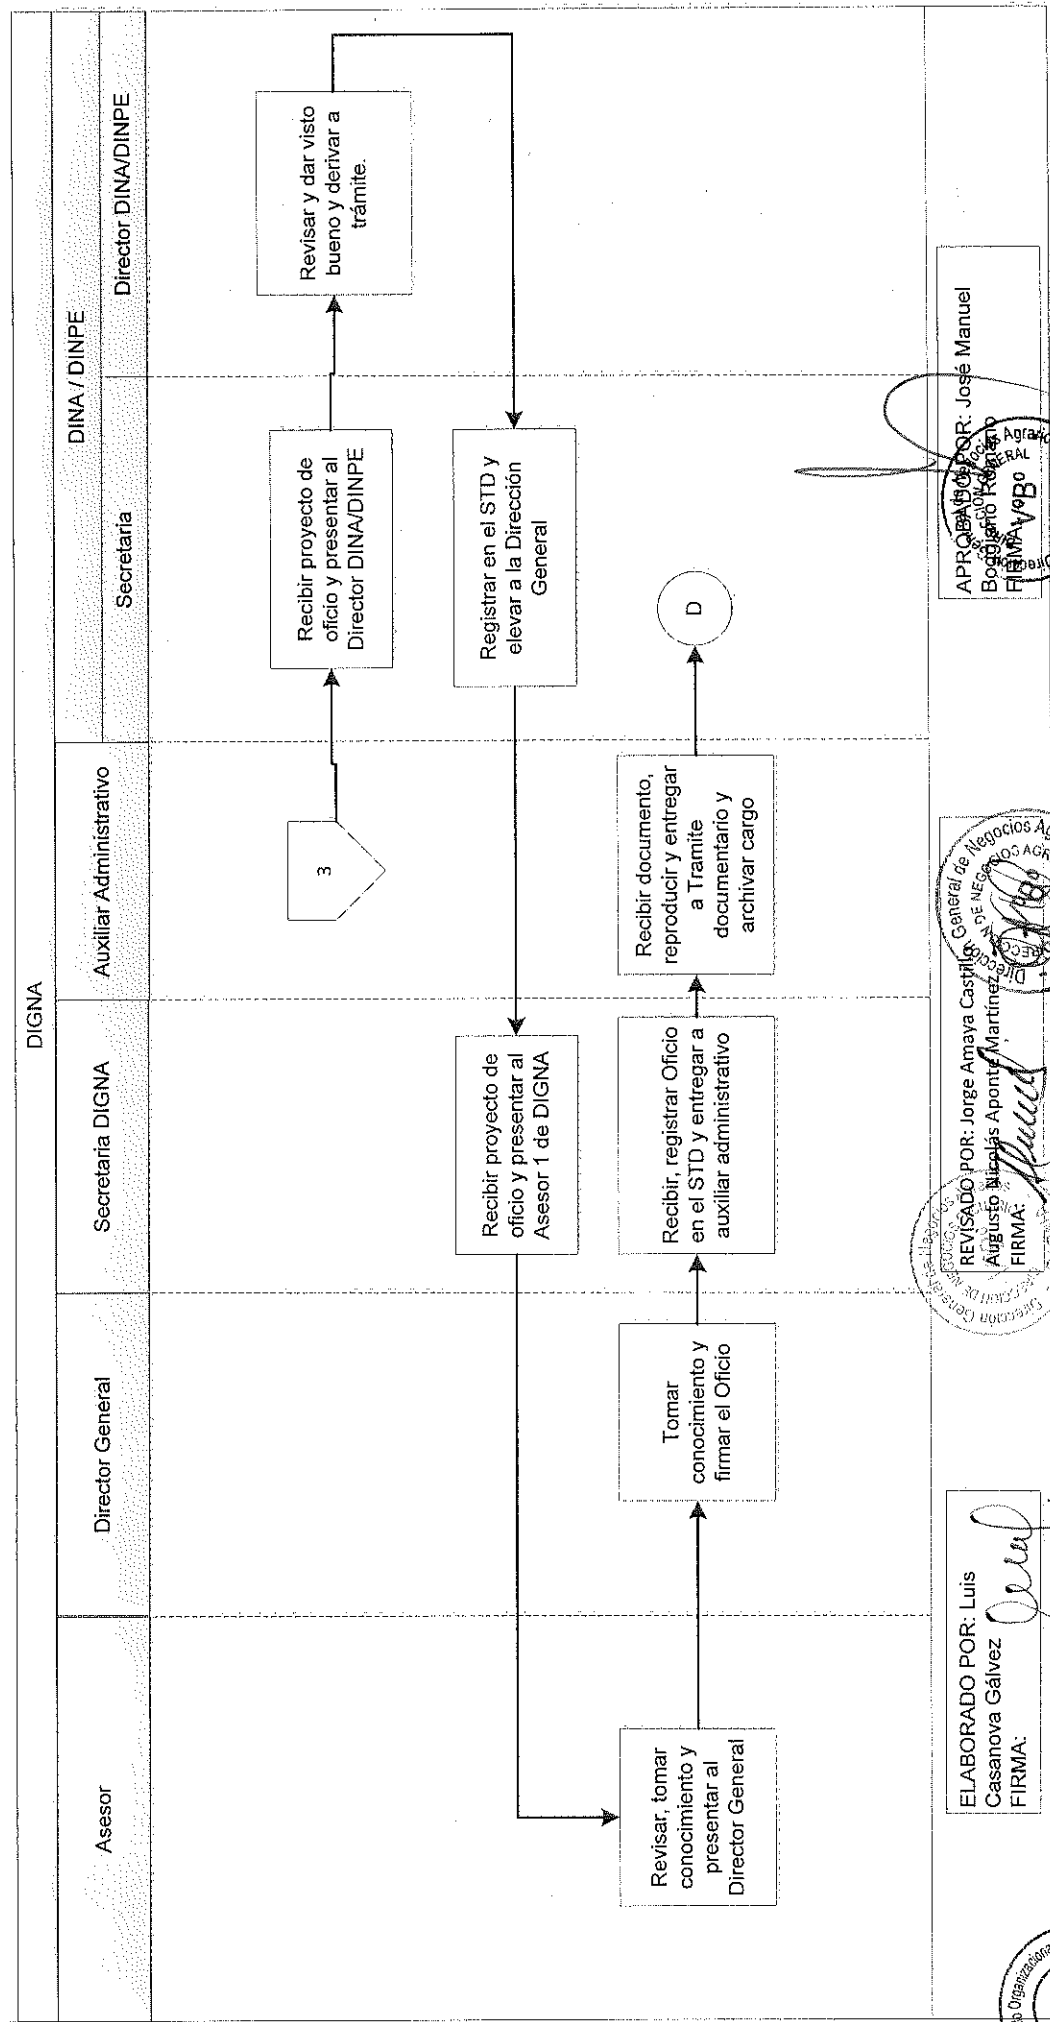 DIGNA
DINA / DINPE
Asesor
Director General
Secretaria DIGNA
Auxiliar Administrativo
Secretaria
Director DINA/DINPE
3
Recibir proyecto de
oficio y presentar al
Director DINA/DINPE
Revisar y dar visto
bueno y derivar a
trámite.
Registrar en el STD y
elevar a la Dirección
General
Recibir proyecto de
oficio y presentar al
Asesor 1 de DIGNA
Revisar, tomar
conocimiento y
presentar al
Director General
Tomar
conocimiento y
firmar el Oficio
Recibir, registrar Oficio
en el STD y entregar a
auxiliar administrativo
Recibir documento,
reproducir y entregar
a Tramite
documentario y
archivar cargo
D
ELABORADO POR: Luis
Casanova Gálvez
FIRMA:
REVISADO POR: Jorge Amaya Castillo
Augusto Nicolás Aponte Martínez
FIRMA:
General de Negocios
APROBADO POR: José Manuel
FIRMA:
VºBº
Organizaciona